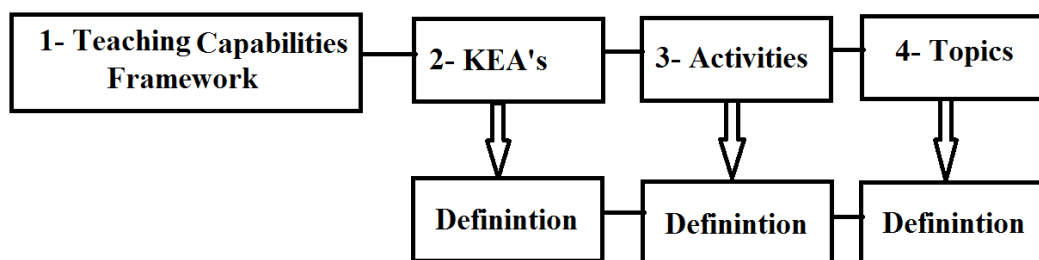 1- Teaching Capabilities
Framework
2- KEA's
3- Activities
4- Topics
Definintion
Definintion
Definintion